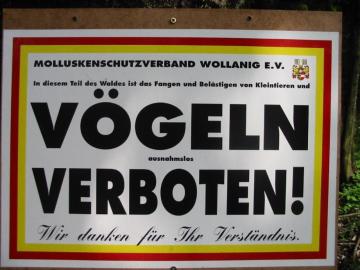 MOLLUSKENSCHUTZVERBAND WOLLANIG E.V.
In diesem Teil des Waldes ist das Fangen und Belästigen von Kleintieren und
VÖGELN
ausnahmslos
VERBOTEN!
Wir danken für Ihr Verständnis.